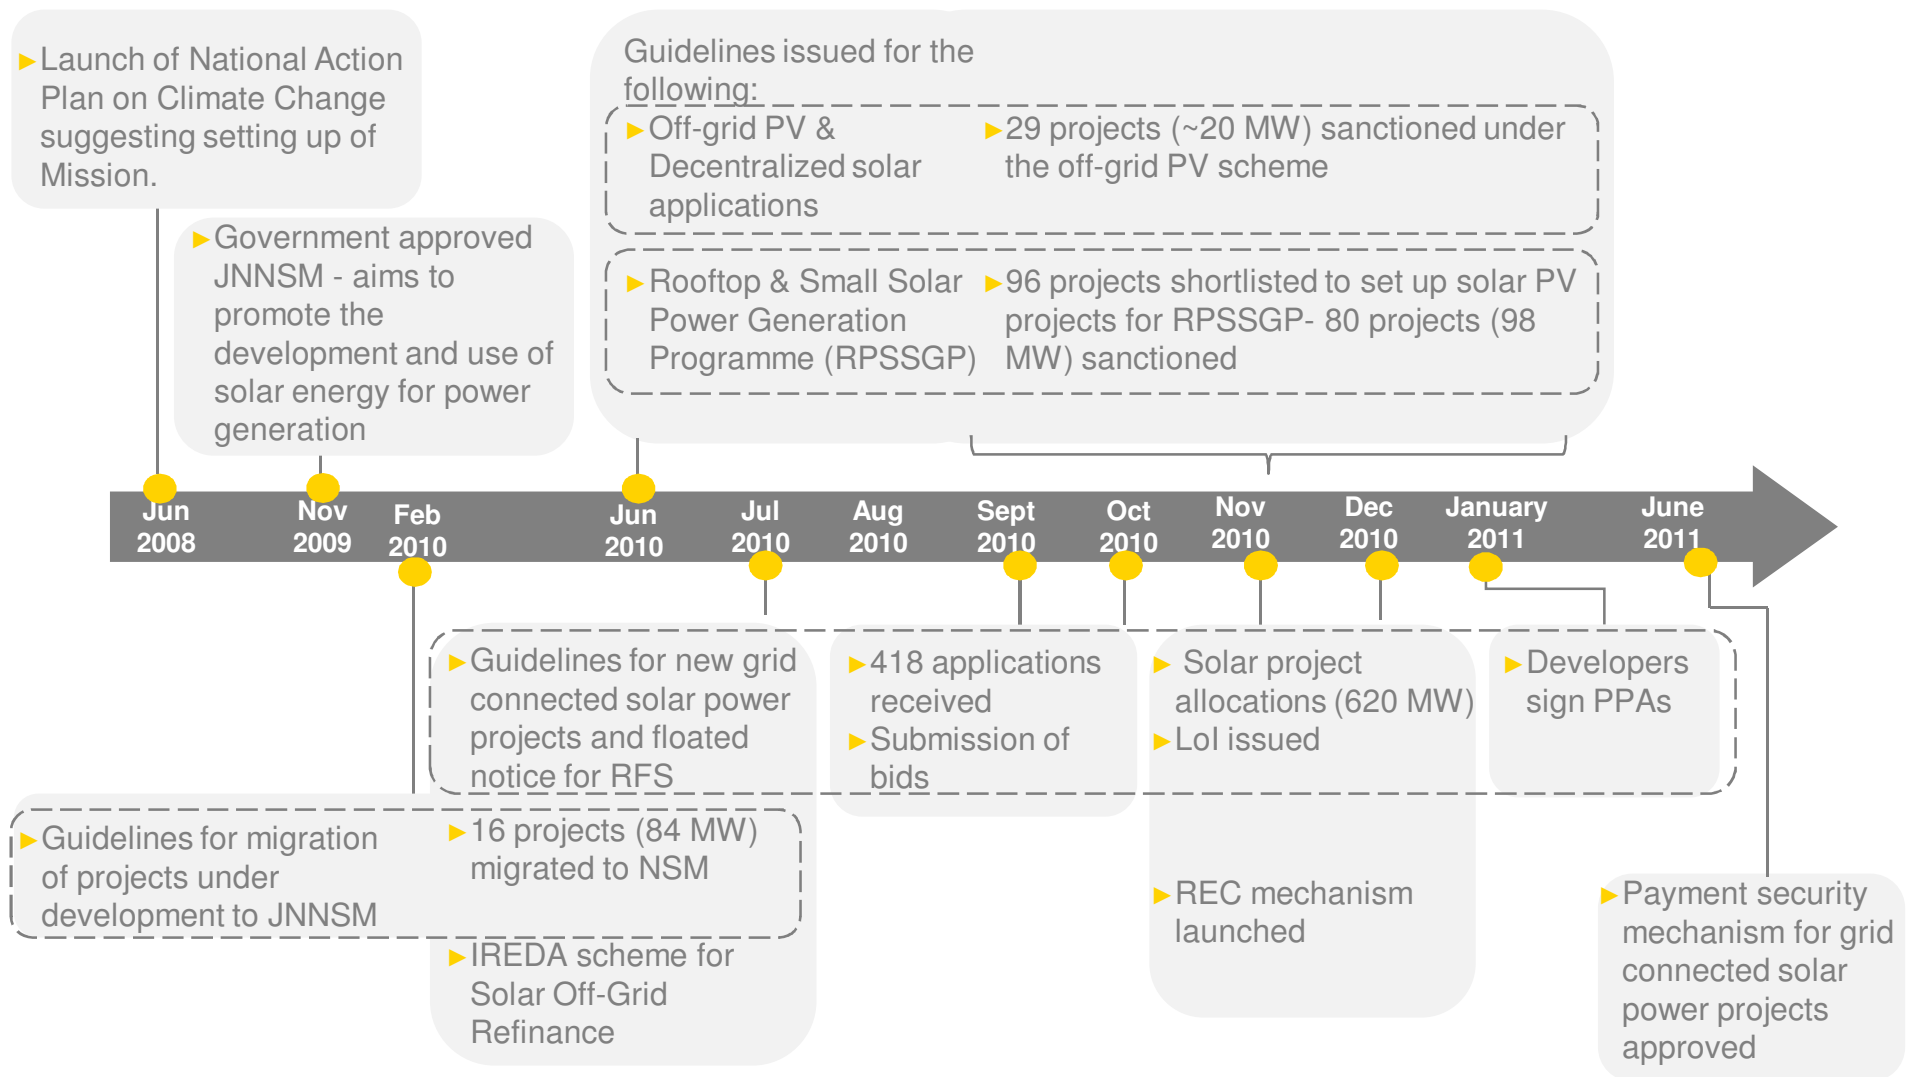 ►Launch of National Action
Plan on Climate Change
suggesting setting up of
Mission.
►Government approved
JNNSM - aims to
promote the
development and use of
solar energy for power
generation
Guidelines issued for the
following:
►Off-grid PV &
Decentralized solar
applications
►29 projects (~20 MW) sanctioned under
the off-grid PV scheme
►Rooftop & Small Solar
Power Generation
Programme (RPSSGP)
►96 projects shortlisted to set up solar PV
projects for RPSSGP- 80 projects (98
MW) sanctioned
Jun
2008
Nov
2009
Feb
2010
Jun
2010
Jul
2010
Aug
2010
Sept
2010
Oct
2010
Nov
2010
Dec
2010
January
2011
June
2011
►Guidelines for new grid
connected solar power
projects and floated
notice for RFS
►418 applications
received
►Submission of
bids
► Solar project
allocations (620 MW)
►LoI issued
►Developers
sign PPAs
►Guidelines for migration
of projects under
development to JNNSM
►16 projects (84 MW)
migrated to NSM
►IREDA scheme for
Solar Off-Grid
Refinance
►REC mechanism
launched
►Payment security
mechanism for grid
connected solar
power projects
approved